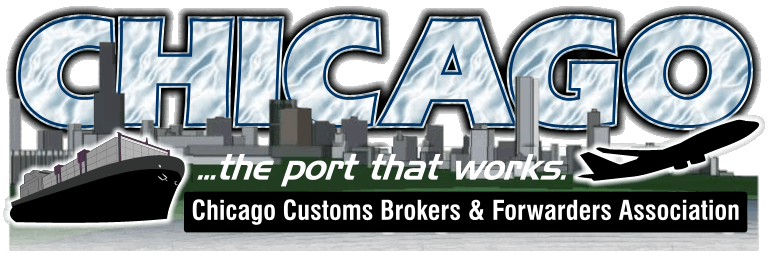 CHICAGO
...the port that works.
Chicago Customs Brokers & Forwarders Association